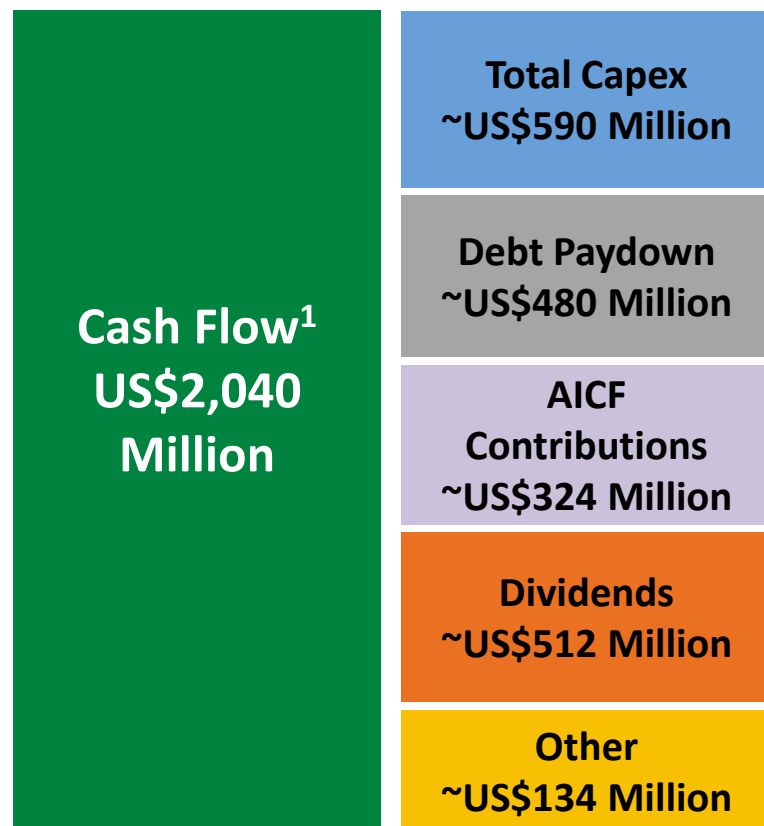 Cash Flow¹
US$2,040
Million
Total Capex
~US$590 Million
Debt Paydown
~US$480 Million
AICF
Contributions
~US$324 Million
Dividends
~US$512 Million
Other
~US$134 Million